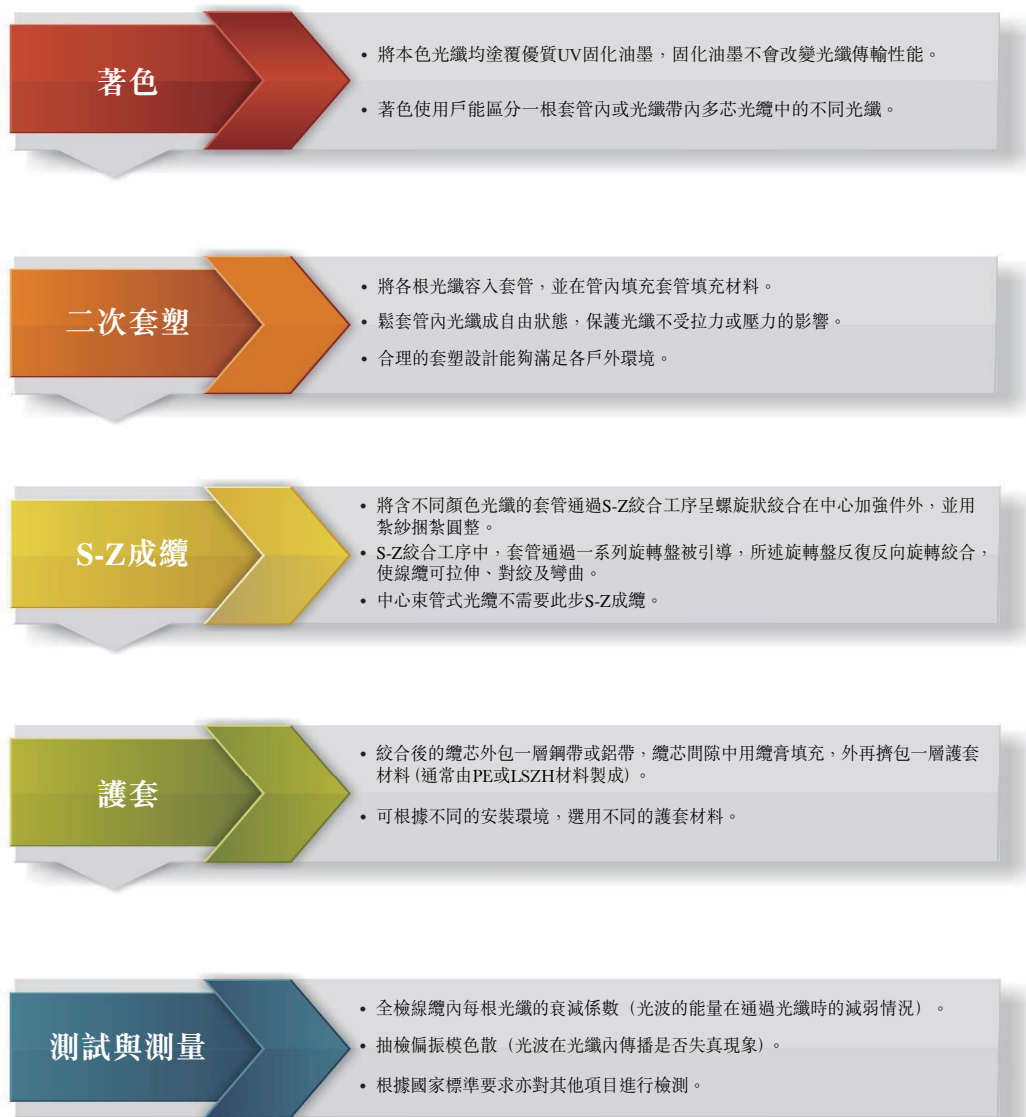 著色
• 將本色光纖均塗覆優質UV固化油墨，固化油墨不會改變光纖傳輸性能。
• 著色使用戶能區分一根套管內或光纖帶內多芯光纜中的不同光纖。
二次套塑
• 將各根光纖容入套管，並在管內填充套管填充材料。
• 鬆套管內光纖成自由狀態，保護光纖不受拉力或壓力的影響。
• 合理的套塑設計能夠滿足各戶外環境。
S-Z成纜
• 將含不同顏色光纖的套管通過S-Z絞合工序呈螺旋狀絞合在中心加強件外，並用
紮紗捆紮圓整。
• S-Z絞合工序中，套管通過一系列旋轉盤被引導，所述旋轉盤反復反向旋轉絞合，
使線纜可拉伸、對絞及彎曲。
• 中心束管式光纜不需要此步S-Z成纜。
護套
• 絞合後的纜芯外包一層鋼帶或鋁帶，纜芯間隙中用纜膏填充，外再擠包一層護套
材料(通常由PE或LSZH材料製成)。
• 可根據不同的安裝環境，選用不同的護套材料。
測試與測量
• 全檢線纜內每根光纖的衰減係數（光波的能量在通過光纖時的減弱情況）。
• 抽檢偏振模色散（光波在光纖內傳播是否失真現象）。
• 根據國家標準要求亦對其他項目進行檢測。